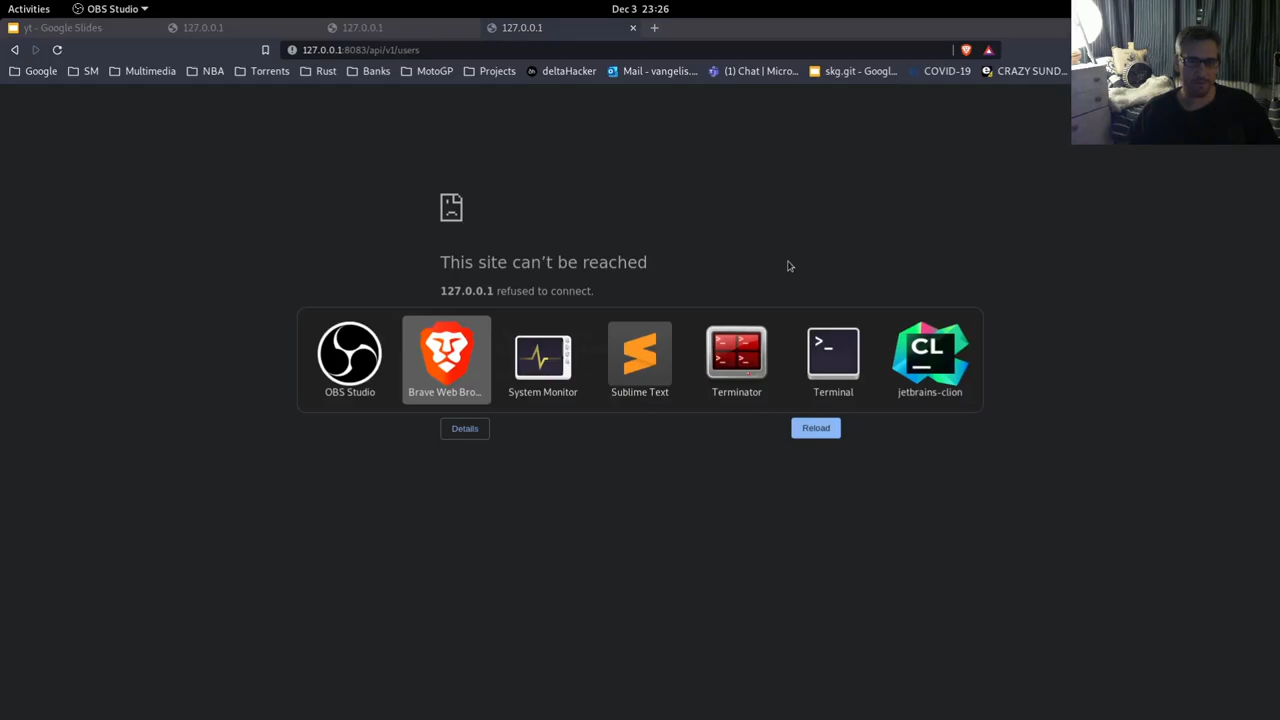 Activities OBS Studio Dec 3 23:26
yt - Google Slides 127.0.0.1 127.0.0.1 127.0.0.1
127.0.0.1:8083/api/v1/users
Google SM Multimedia NBA Torrents Rust Banks MotoGP Projects deltaHacker Mail - vangelis.... (1) Chat | Micro... skg.git - Googl... COVID-19 CRAZY SUND...
This site can’t be reached
127.0.0.1 refused to connect.
>_ >_ >_ >_ >_ CL
OBS Studio Brave Web Bro... System Monitor Sublime Text Terminator Terminal jetbrains-clion
Details Reload